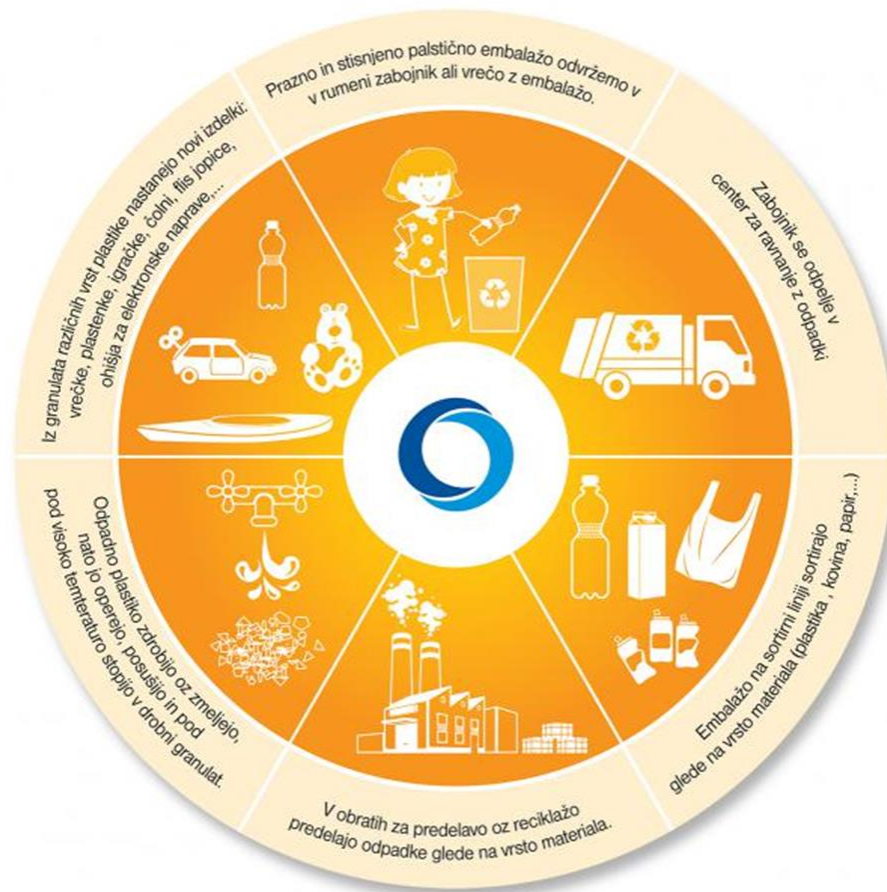 Prazno in stisnjeno palstično embalažo odvržemo v
v rumeni zabojnik ali vrečo z embalažo.
Zabojnik se odpelje v
center za ravnanje z odpadki
Embalažo na sortirni liniji sortirajo
glede na vrsto materiala (plastika , kovina, papir,...)
V obratih za predelavo oz reciklažo
predelajo odpadke glede na vrsto materiala.
Odpadno plastiko zdrobijo oz zmeljejo,
nato jo operejo, posušijo in pod
pod visoko temteraturo stopijo v drobni granulat.
Iz granulata različnih vrst plastike nastanejo novi izdelki:
vrečke, plastenke, igračke, čolni, flis jopice,
ohišja za elektronske naprave,...